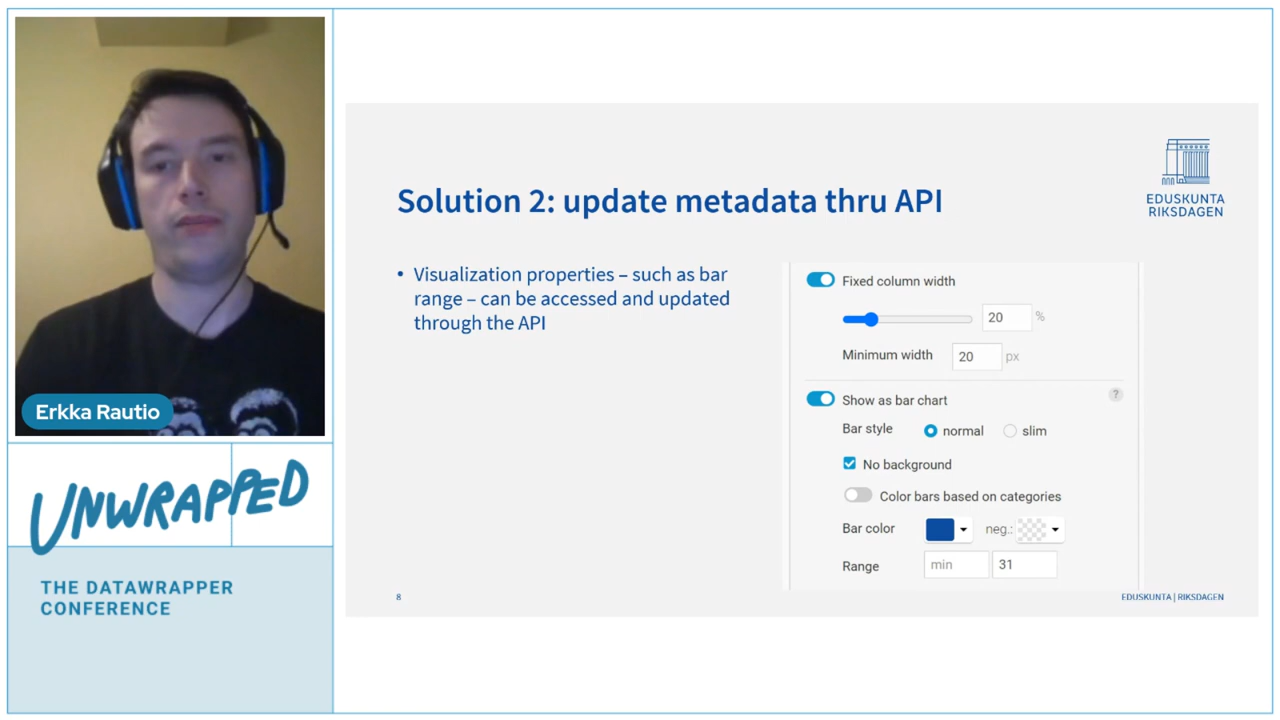 Erkka Rautio
UNWRAPPED
THE DATAWRAPPER
CONFERENCE
EDUSKUNTA
RIKSDAGEN
Solution 2: update metadata thru API
• Visualization properties – such as bar
range – can be accessed and updated
through the API
Fixed column width
20 %
Minimum width 20 px
Show as bar chart ?
Bar style normal slim
No background
Color bars based on categories
Bar color neg.:
Range min 31
8
EDUSKUNTA | RIKSDAGEN